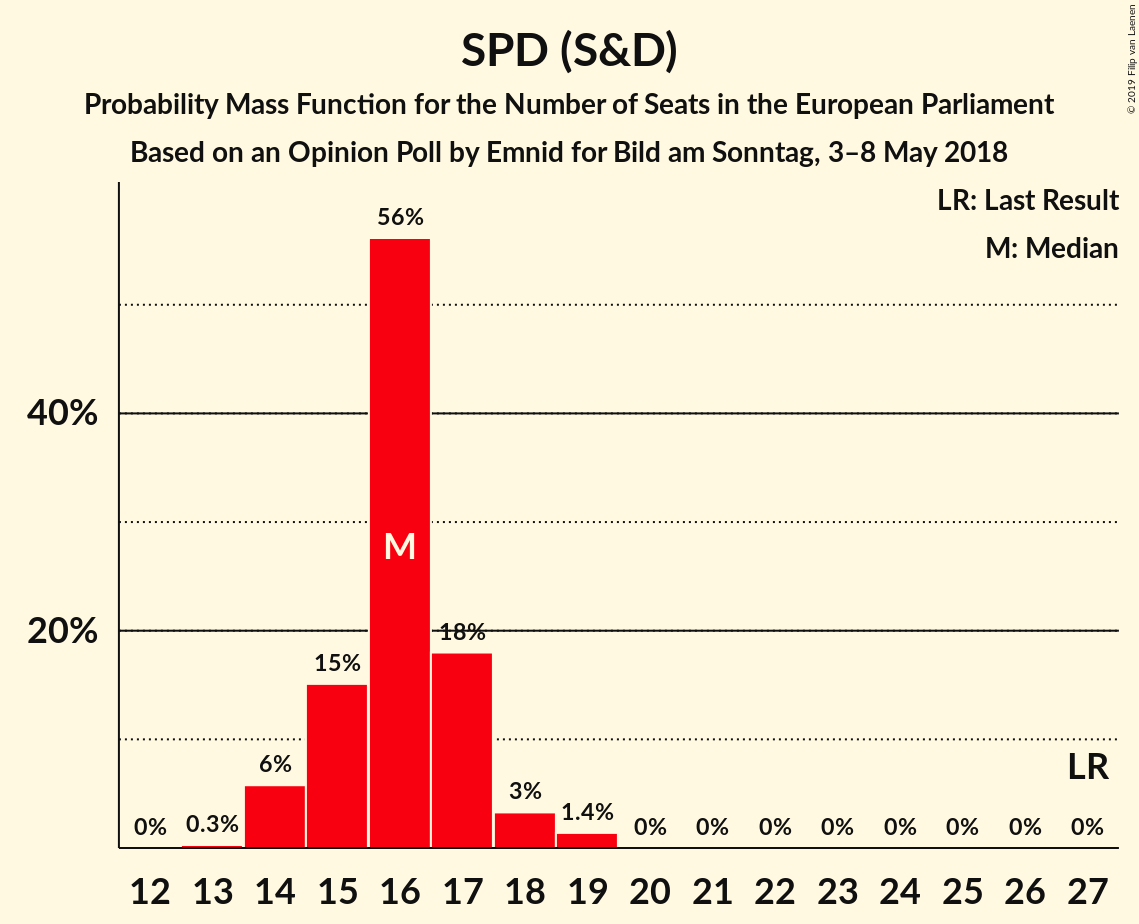 SPD (S&D)
Probability Mass Function for the Number of Seats in the European Parliament
Based on an Opinion Poll by Emnid for Bild am Sonntag, 3–8 May 2018
© 2019 Filip van Laenen
LR: Last Result
M: Median
56%
40%
M
20%
18%
15%
6%
LR
3%
1.4%
0% 0.3% 0% 0% 0% 0% 0% 0% 0% 0%
12 13 14 15 16 17 18 19 20 21 22 23 24 25 26 27